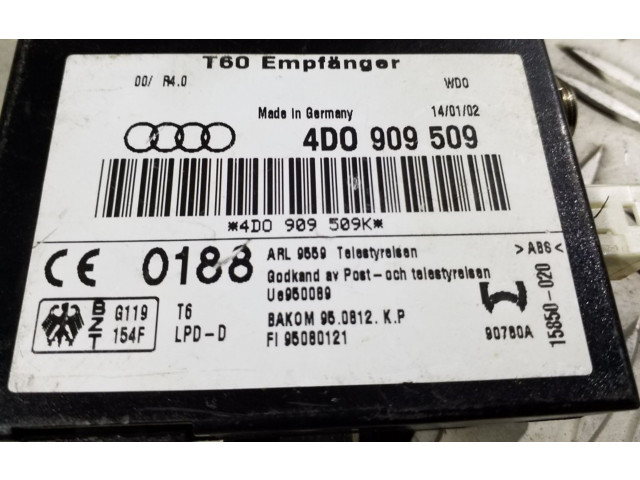 T60 Empfänger
00/ R4.0 WDO
Made in Germany 14/01/02
4D0 909 509
*4D0 909 509K*
CE 0188
ARL 9559 Telestyrelsen
Godkand av Post-och telestyrelsen
Ue950089
BAKOM 95.0812.K.P
FI 95080121
BZT G119 154F
T6
LPD-D
>ABS<
90780A
15850-020